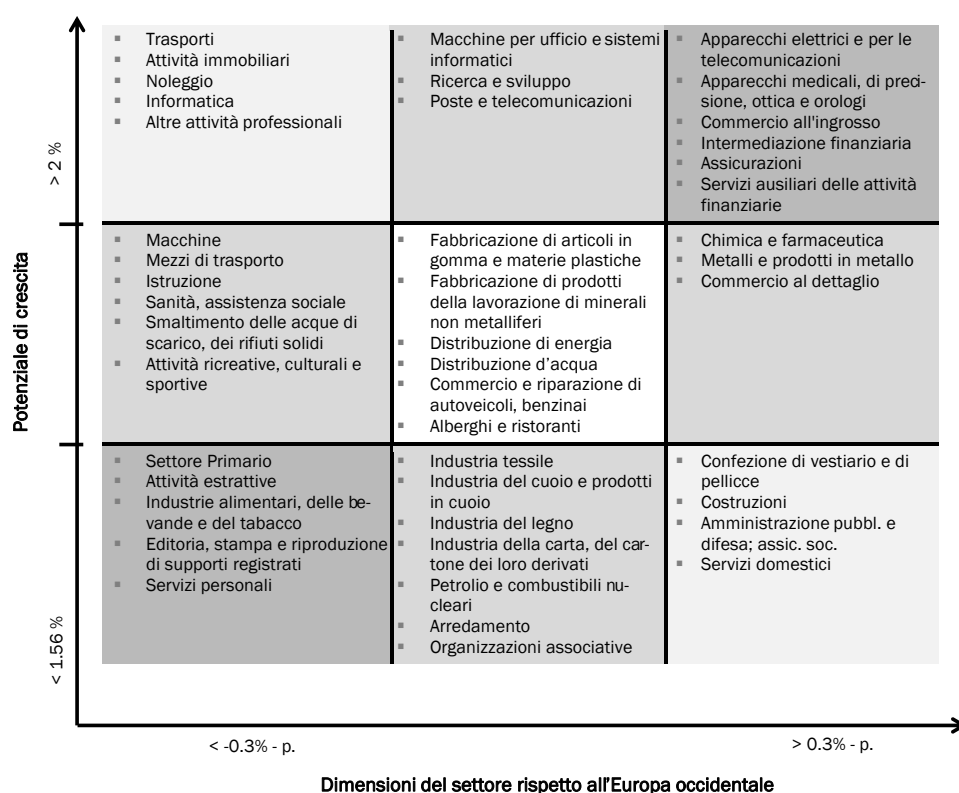 Trasporti
Attività immobiliari
Noleggio
Informatica
Altre attività professionali
Macchine per ufficio e sistemi
informatici
Ricerca e sviluppo
Poste e telecomunicazioni
Apparecchi elettrici e per le
telecomunicazioni
Apparecchi medicali, di preci-
sione, ottica e orologi
Commercio all'ingrosso
Intermediazione finanziaria
Assicurazioni
Servizi ausiliari delle attività
finanziarie
> 2 %
Macchine
Mezzi di trasporto
Istruzione
Sanità, assistenza sociale
Smaltimento delle acque di
scarico, dei rifiuti solidi
Attività ricreative, culturali e
sportive
Fabbricazione di articoli in
gomma e materie plastiche
Fabbricazione di prodotti
della lavorazione di minerali
non metalliferi
Distribuzione di energia
Distribuzione d’acqua
Commercio e riparazione di
autoveicoli, benzinai
Alberghi e ristoranti
Chimica e farmaceutica
Metalli e prodotti in metallo
Commercio al dettaglio
Potenziale di crescita
Settore Primario
Attività estrattive
Industrie alimentari, delle be-
vande e del tabacco
Editoria, stampa e riproduzione
di supporti registrati
Servizi personali
Industria tessile
Industria del cuoio e prodotti
in cuoio
Industria del legno
Industria della carta, del car-
tone dei loro derivati
Petrolio e combustibili nu-
cleari
Arredamento
Organizzazioni associative
Confezione di vestiario e di
pellicce
Costruzioni
Amministrazione pubbl. e
difesa; assic. soc.
Servizi domestici
< 1.56 %
< -0.3% - p.
> 0.3% - p.
Dimensioni del settore rispetto all’Europa occidentale